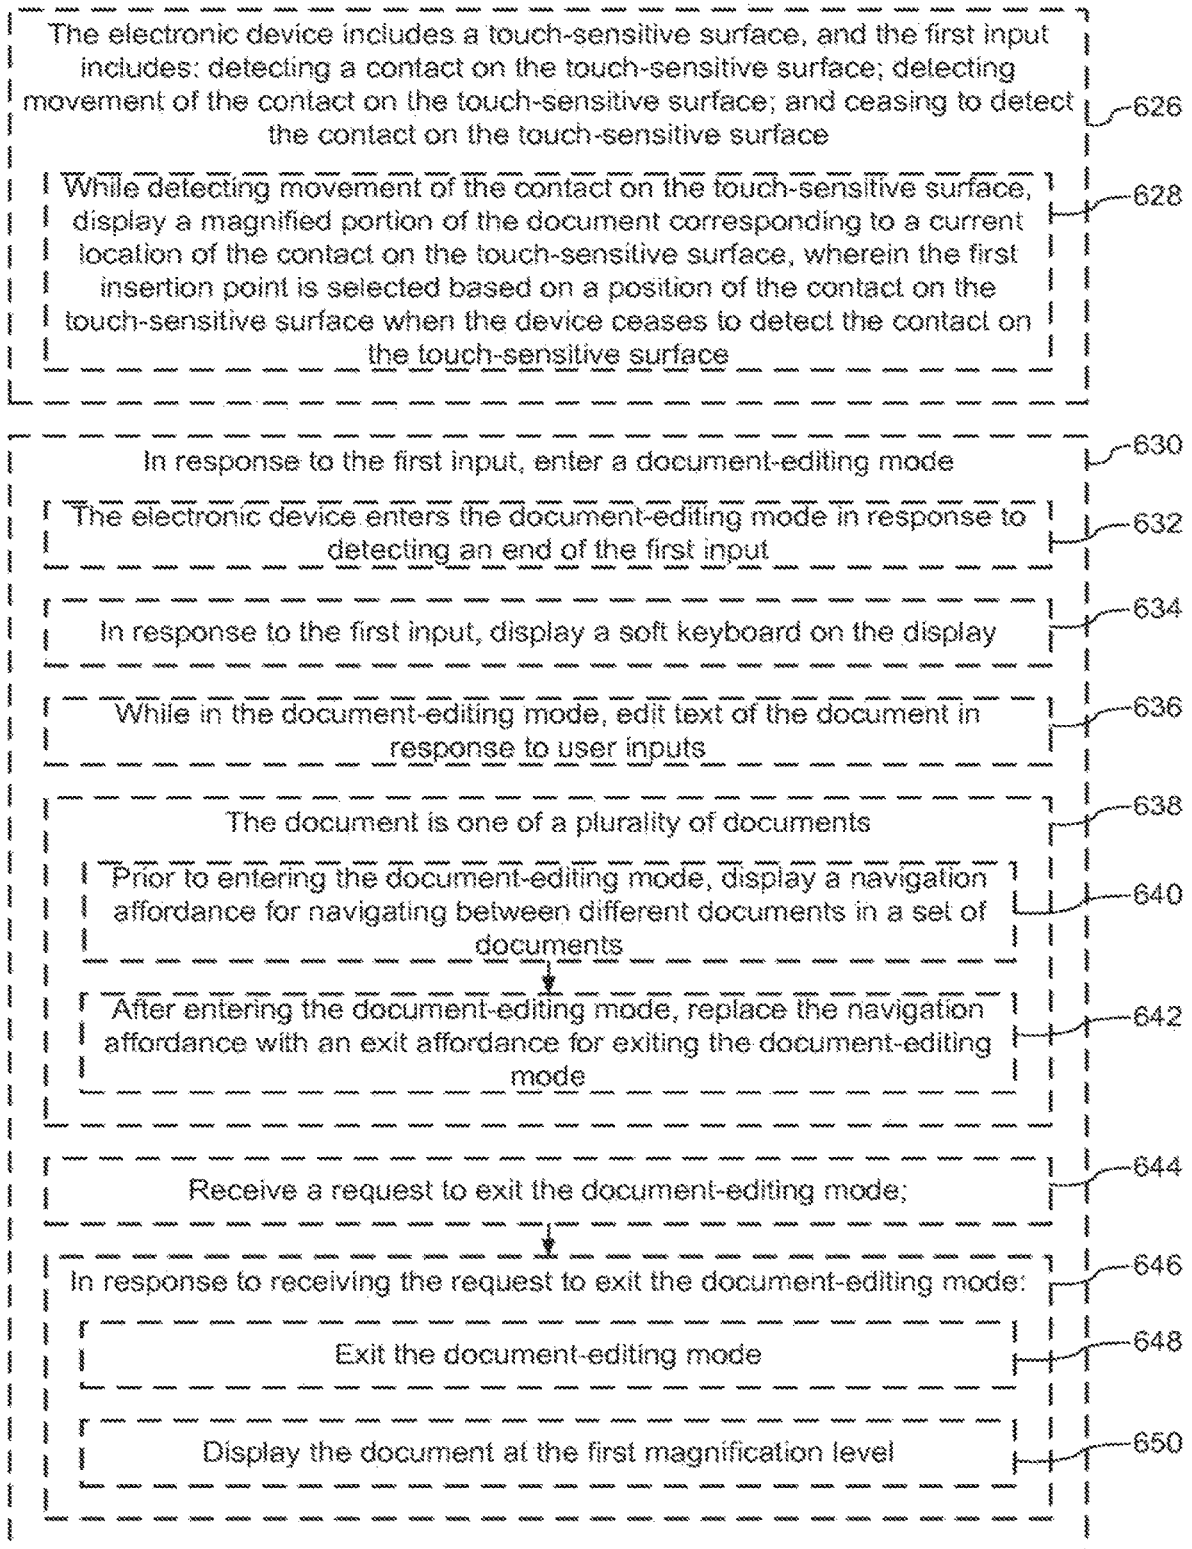 The electronic device includes a touch-sensitive surface, and the first input
includes: detecting a contact on the touch-sensitive surface; detecting
movement of the contact on the touch-sensitive surface; and ceasing to detect
the contact on the touch-sensitive surface
626
While detecting movement of the contact on the touch-sensitive surface,
display a magnified portion of the document corresponding to a current
location of the contact on the touch-sensitive surface, wherein the first
insertion point is selected based on a position of the contact on the
touch-sensitive surface when the device ceases to detect the contact on
the touch-sensitive surface
628
In response to the first input, enter a document-editing mode
630
The electronic device enters the document-editing mode in response to
detecting an end of the first input
632
In response to the first input, display a soft keyboard on the display
634
While in the document-editing mode, edit text of the document in
response to user inputs
636
The document is one of a plurality of documents
638
Prior to entering the document-editing mode, display a navigation
affordance for navigating between different documents in a set of
documents
640
After entering the document-editing mode, replace the navigation
affordance with an exit affordance for exiting the document-editing
mode
642
Receive a request to exit the document-editing mode;
644
In response to receiving the request to exit the document-editing mode:
646
Exit the document-editing mode
648
Display the document at the first magnification level
650